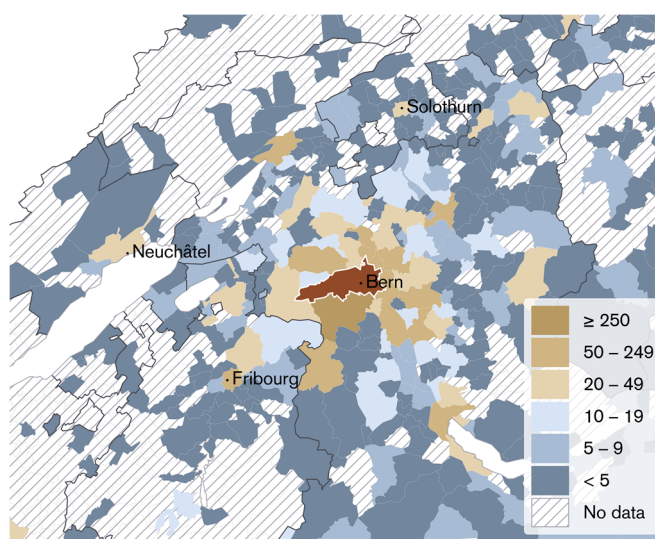 Solothurn
Neuchâtel
Bern
Fribourg
≥ 250
50 – 249
20 – 49
10 – 19
5 – 9
< 5
No data